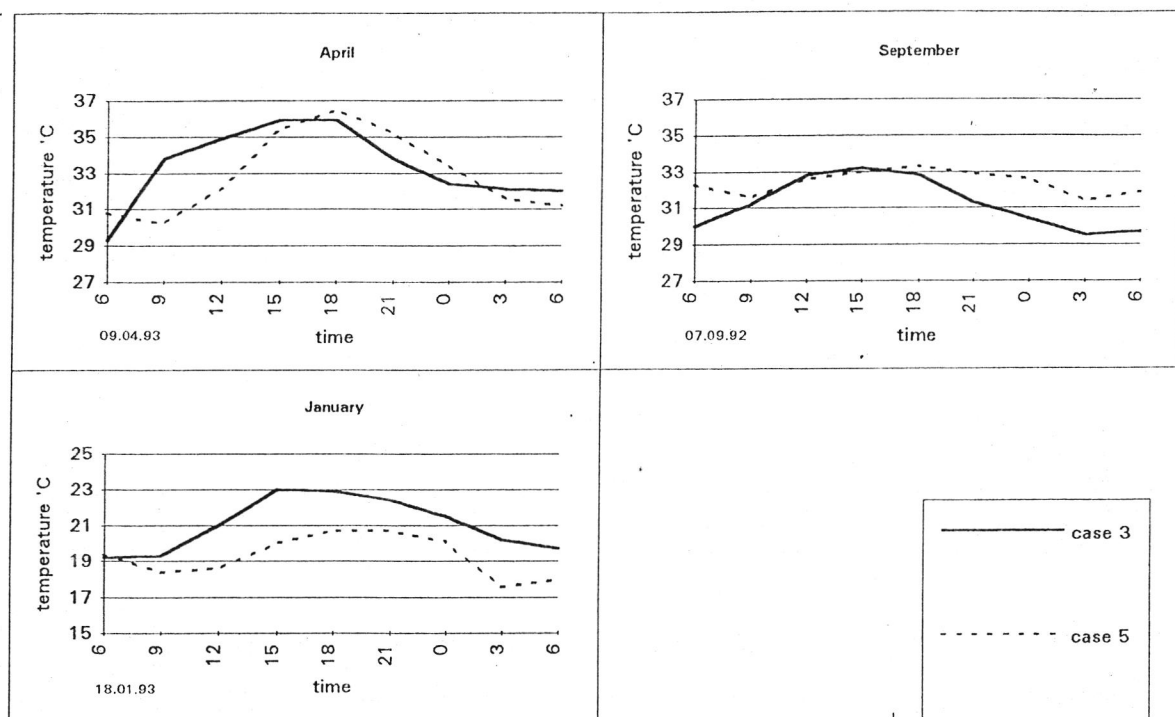 April
37
35
33
31
29
27
temperature 'C
6 9 12 15 18 21 0 3 6
09.04.93
time
September
37
35
33
31
29
27
temperature 'C
6 9 12 15 18 21 0 3 6
07.09.92
time
January
25
23
21
19
17
15
temperature 'C
6 9 12 15 18 21 0 3 6
18.01.93
time
case 3
case 5